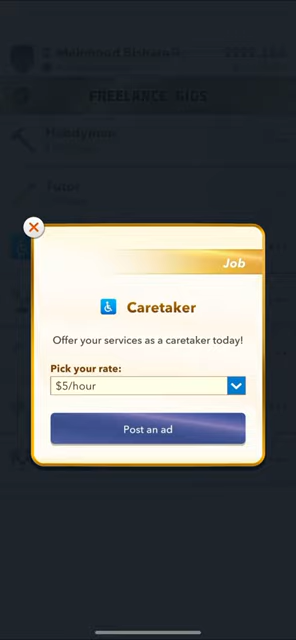 FREELANCE GIGS
Handyman
Tutor
Job
Caretaker
Offer your services as a caretaker today!
Pick your rate:
$5/hour
Post an ad